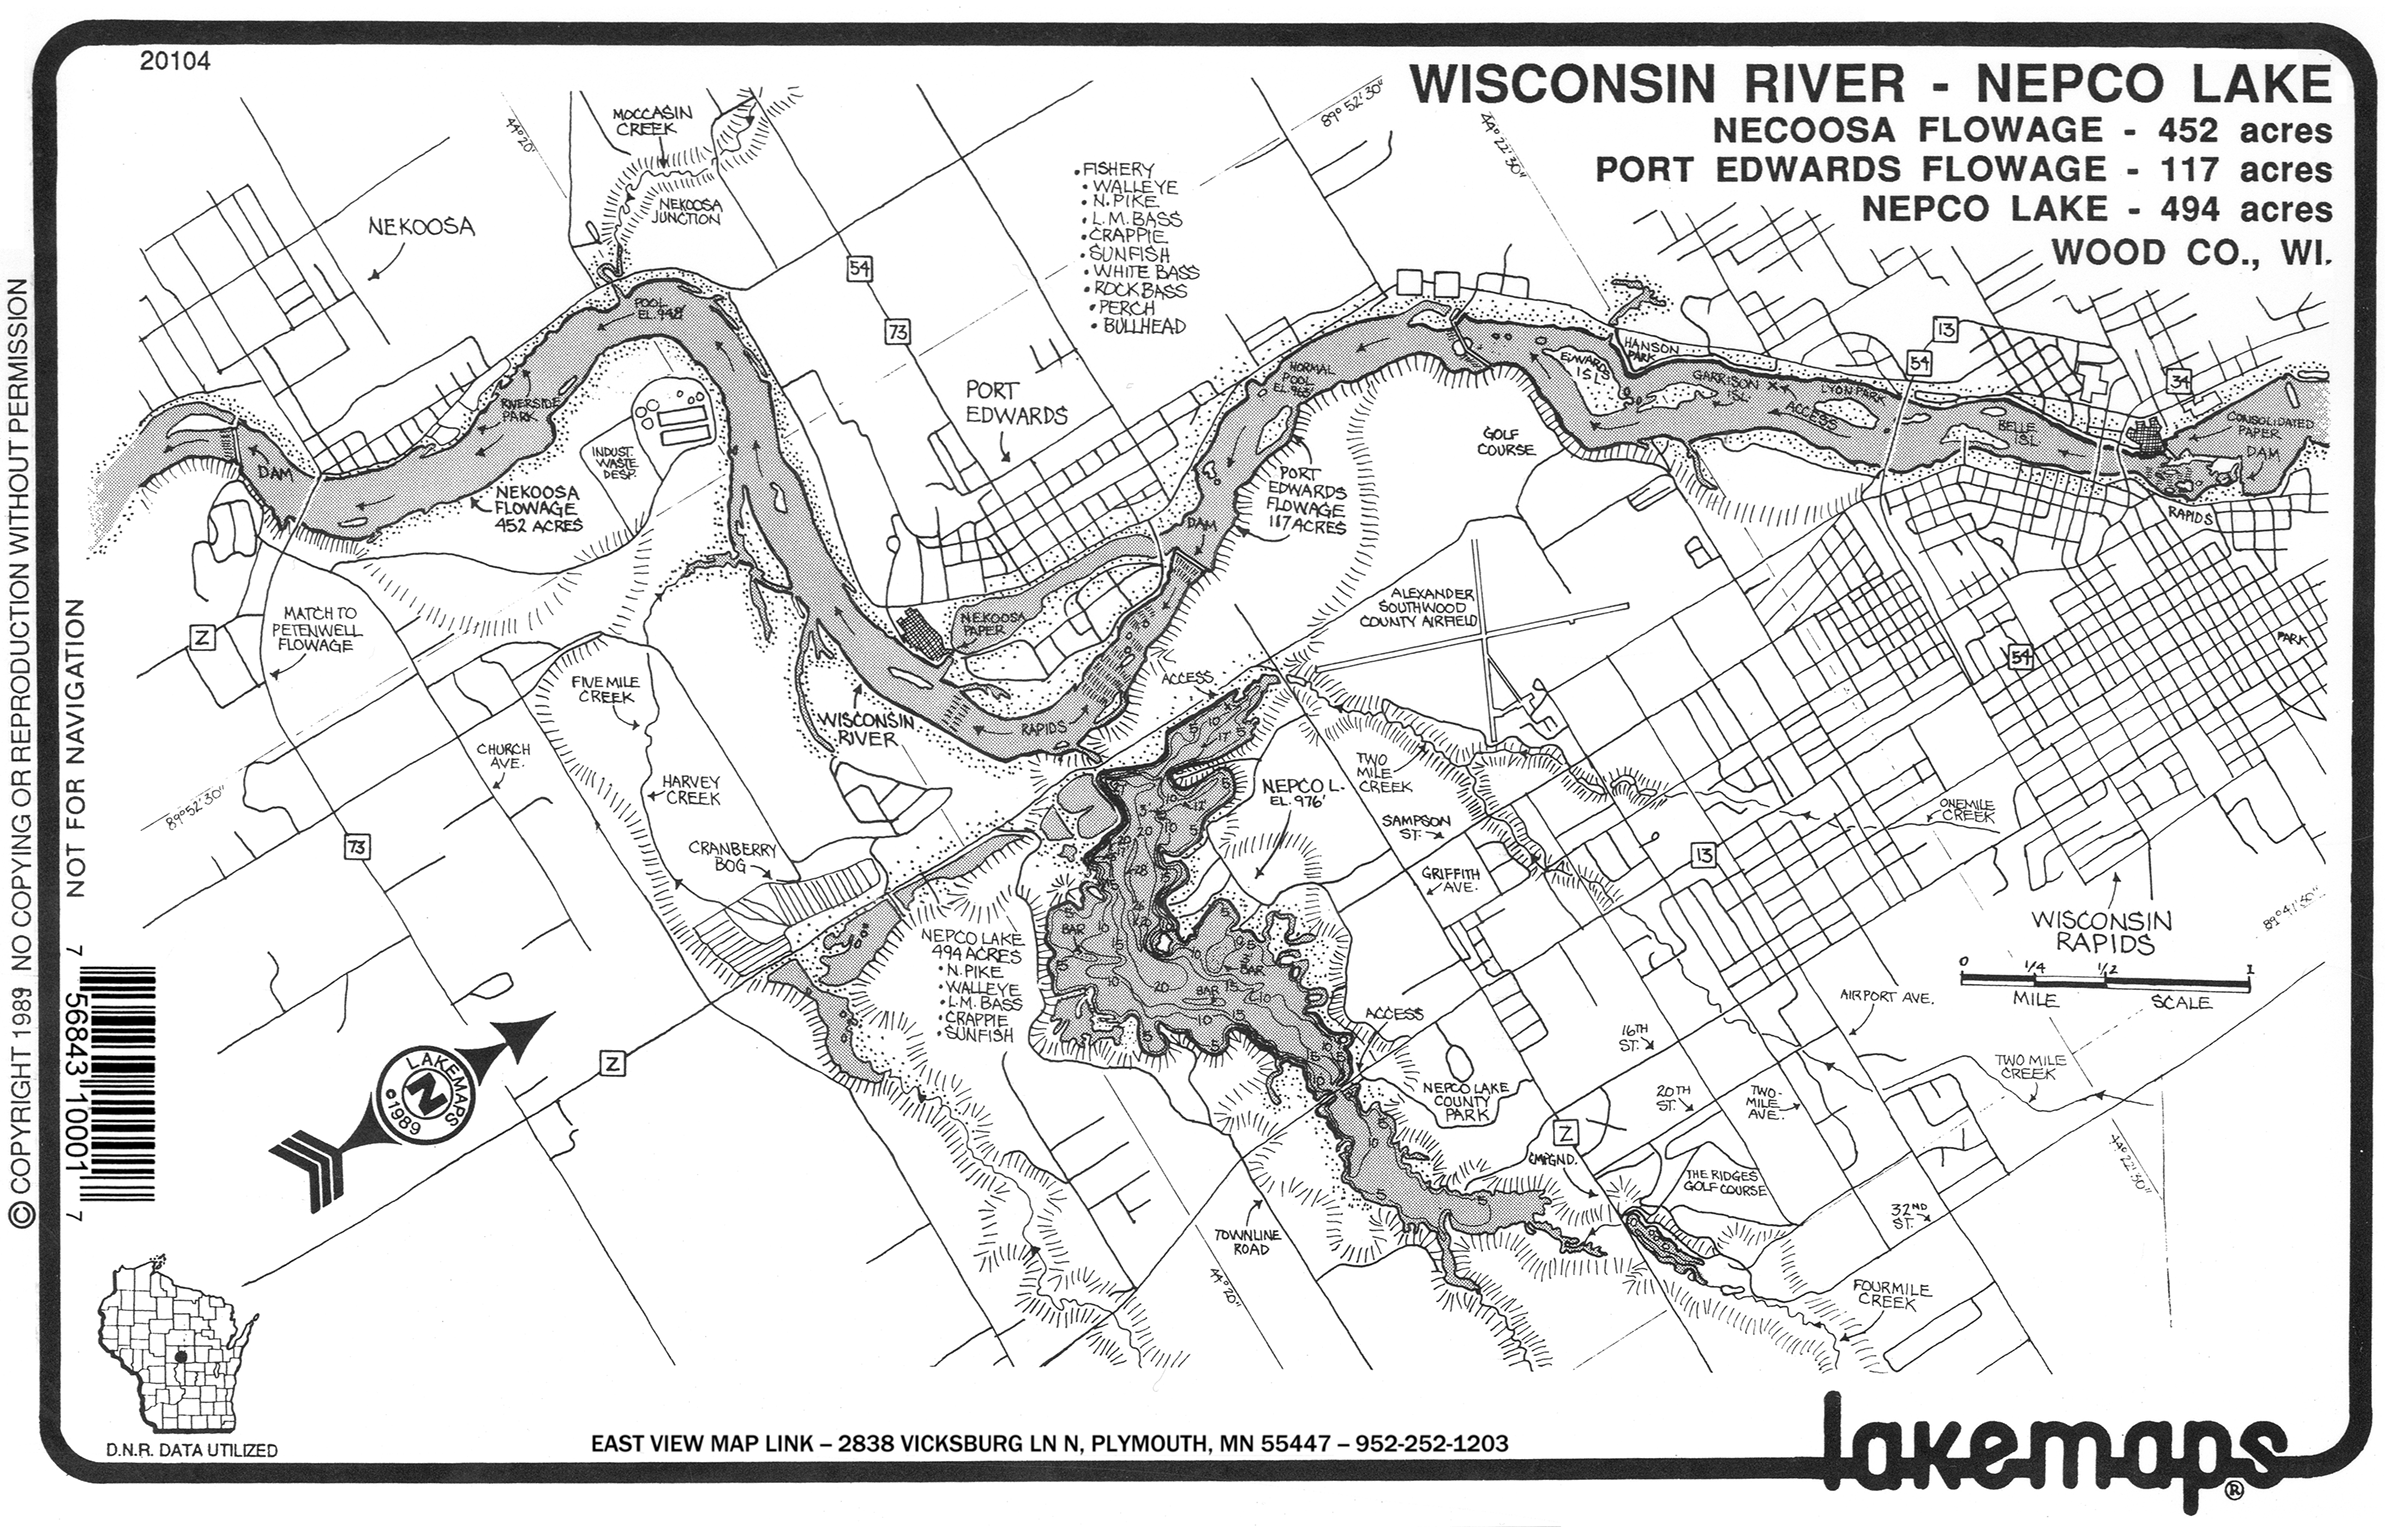 20104
WISCONSIN RIVER - NEPCO LAKE
NECOOSA FLOWAGE - 452 acres
PORT EDWARDS FLOWAGE - 117 acres
NEPCO LAKE - 494 acres
WOOD CO., WI.
© COPYRIGHT 1989 NO COPYING OR REPRODUCTION WITHOUT PERMISSION
NOT FOR NAVIGATION
7 56843 10001 7
MOCCASIN
CREEK
NEKOOSA
JUNCTION
44°20'
89°52'30"
44°22'30"
NEKOOSA
• FISHERY
• WALLEYE
• N. PIKE
• L.M. BASS
• CRAPPIE
• SUNFISH
• WHITE BASS
• ROCK BASS
• PERCH
• BULLHEAD
54
73
POOL
EL. 948'
RIVERSIDE
PARK
INDUST.
WASTE
DISP.
DAM
NEKOOSA
FLOWAGE
452 ACRES
PORT
EDWARDS
NORMAL
POOL
EL. 963'
EDWARDS
ISLS
HANSON
PARK
GARRISON
ISL.
LYON PARK
ACCESS
13
54
34
BELLE
ISL.
CONSOLIDATED
PAPER
DAM
RAPIDS
GOLF
COURSE
PORT
EDWARDS
FLOWAGE
117 ACRES
DAM
NEKOOSA
PAPER
ALEXANDER
SOUTHWOOD
COUNTY AIRFIELD
PARK
54
Z
MATCH TO
PETENWELL
FLOWAGE
FIVE MILE
CREEK
WISCONSIN
RIVER
RAPIDS
ACCESS
CHURCH
AVE.
HARVEY
CREEK
CRANBERRY
BOG
89°52'30"
73
NEPCO L.
EL. 976'
TWO
MILE
CREEK
SAMPSON
ST.
GRIFFITH
AVE.
13
ONEMILE
CREEK
WISCONSIN
RAPIDS
0 1/4 1/2 1
MILE SCALE
NEPCO LAKE
494 ACRES
• N. PIKE
• WALLEYE
• L.M. BASS
• CRAPPIE
• SUNFISH
BAR
BAR
BAR
ACCESS
NEPCO LAKE
COUNTY
PARK
AIRPORT AVE.
16TH
ST.
20TH
ST.
TWO-
MILE
AVE.
TWO MILE
CREEK
Z
Z
CMPGND.
THE RIDGES
GOLF COURSE
32ND
ST.
TOWNLINE
ROAD
44°20"
44°22'30"
FOURMILE
CREEK
LAKEMAPS
N
©1989
D.N.R. DATA UTILIZED
EAST VIEW MAP LINK – 2838 VICKSBURG LN N, PLYMOUTH, MN 55447 – 952-252-1203
lakemaps®